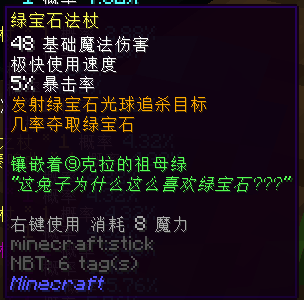 绿宝石法杖
48 基础魔法伤害
极快使用速度
5% 暴击率
发射绿宝石光球追杀目标
几率夺取绿宝石
镶嵌着⑨克拉的祖母绿
"这兔子为什么这么喜欢绿宝石???"
右键使用 消耗 8 魔力
minecraft:stick
NBT: 6 tag(s)
Minecraft